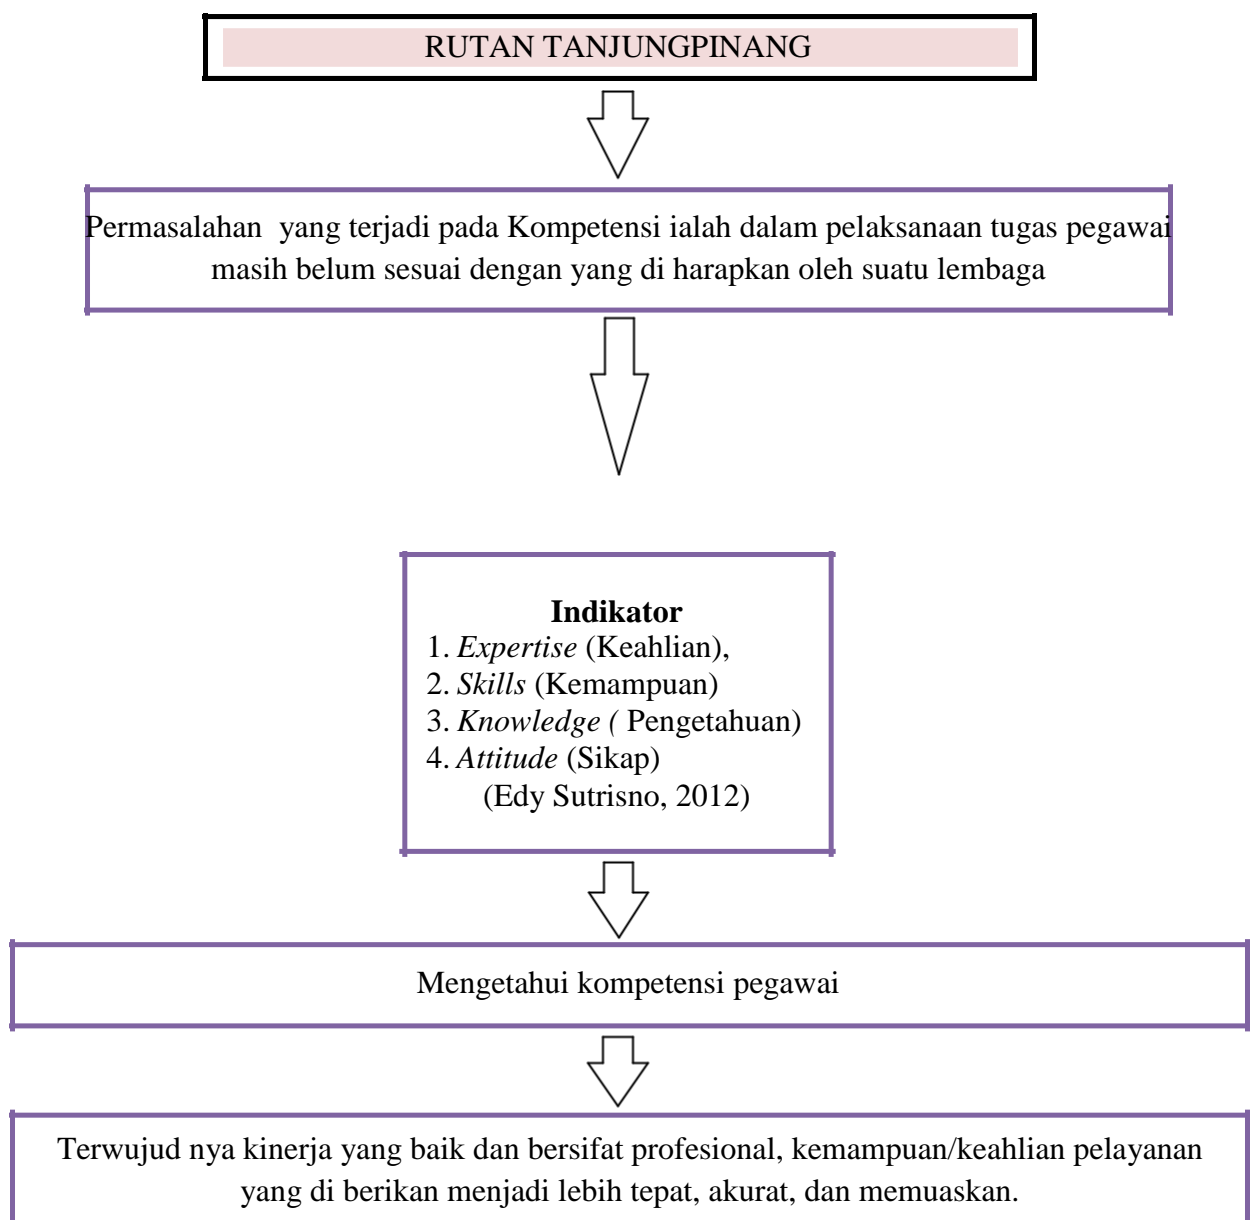 RUTAN TANJUNGPINANG
Permasalahan  yang terjadi pada Kompetensi ialah dalam pelaksanaan tugas pegawai
masih belum sesuai dengan yang di harapkan oleh suatu lembaga
Indikator
1. Expertise (Keahlian),
2. Skills (Kemampuan)
3. Knowledge ( Pengetahuan)
4. Attitude (Sikap)
(Edy Sutrisno, 2012)
Mengetahui kompetensi pegawai
Terwujud nya kinerja yang baik dan bersifat profesional, kemampuan/keahlian pelayanan
yang di berikan menjadi lebih tepat, akurat, dan memuaskan.